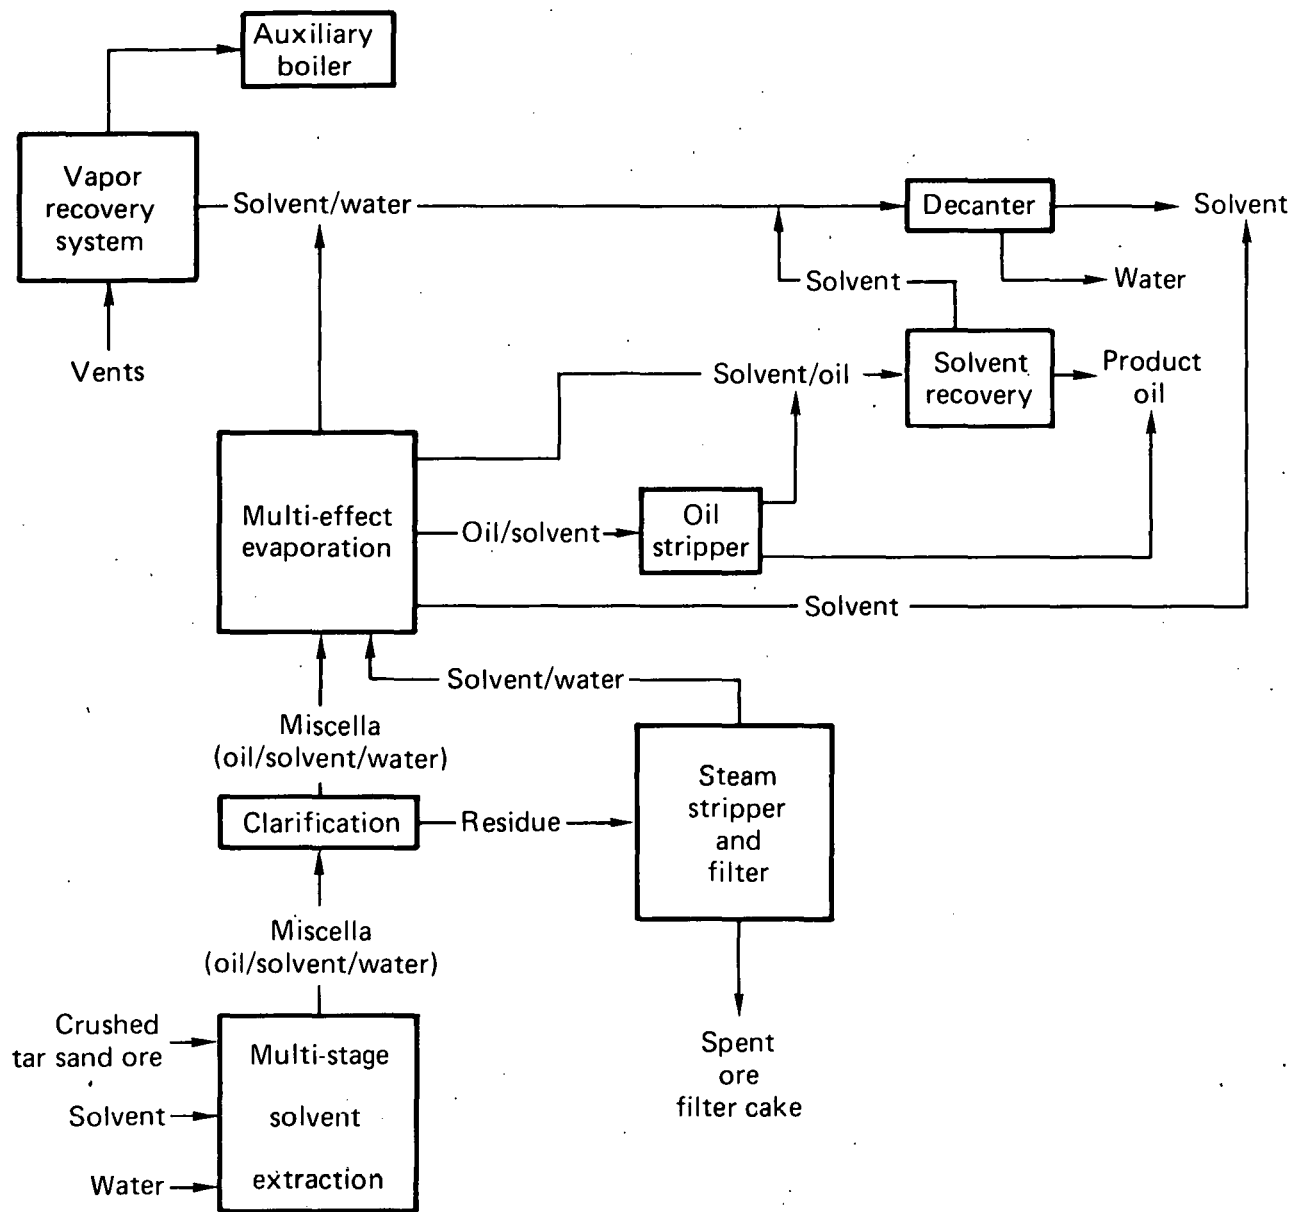 Auxiliary
boiler
Vapor
recovery
system
Solvent/water
Decanter
Solvent
Solvent
Water
Vents
Solvent/oil
Solvent
recovery
Product
oil
Multi-effect
evaporation
Oil/solvent
Oil
stripper
Solvent
Solvent/water
Miscella
(oil/solvent/water)
Steam
stripper
and
filter
Clarification
Residue
Miscella
(oil/solvent/water)
Crushed
tar sand ore
Solvent
Water
Multi-stage
solvent
extraction
Spent
ore
filter cake